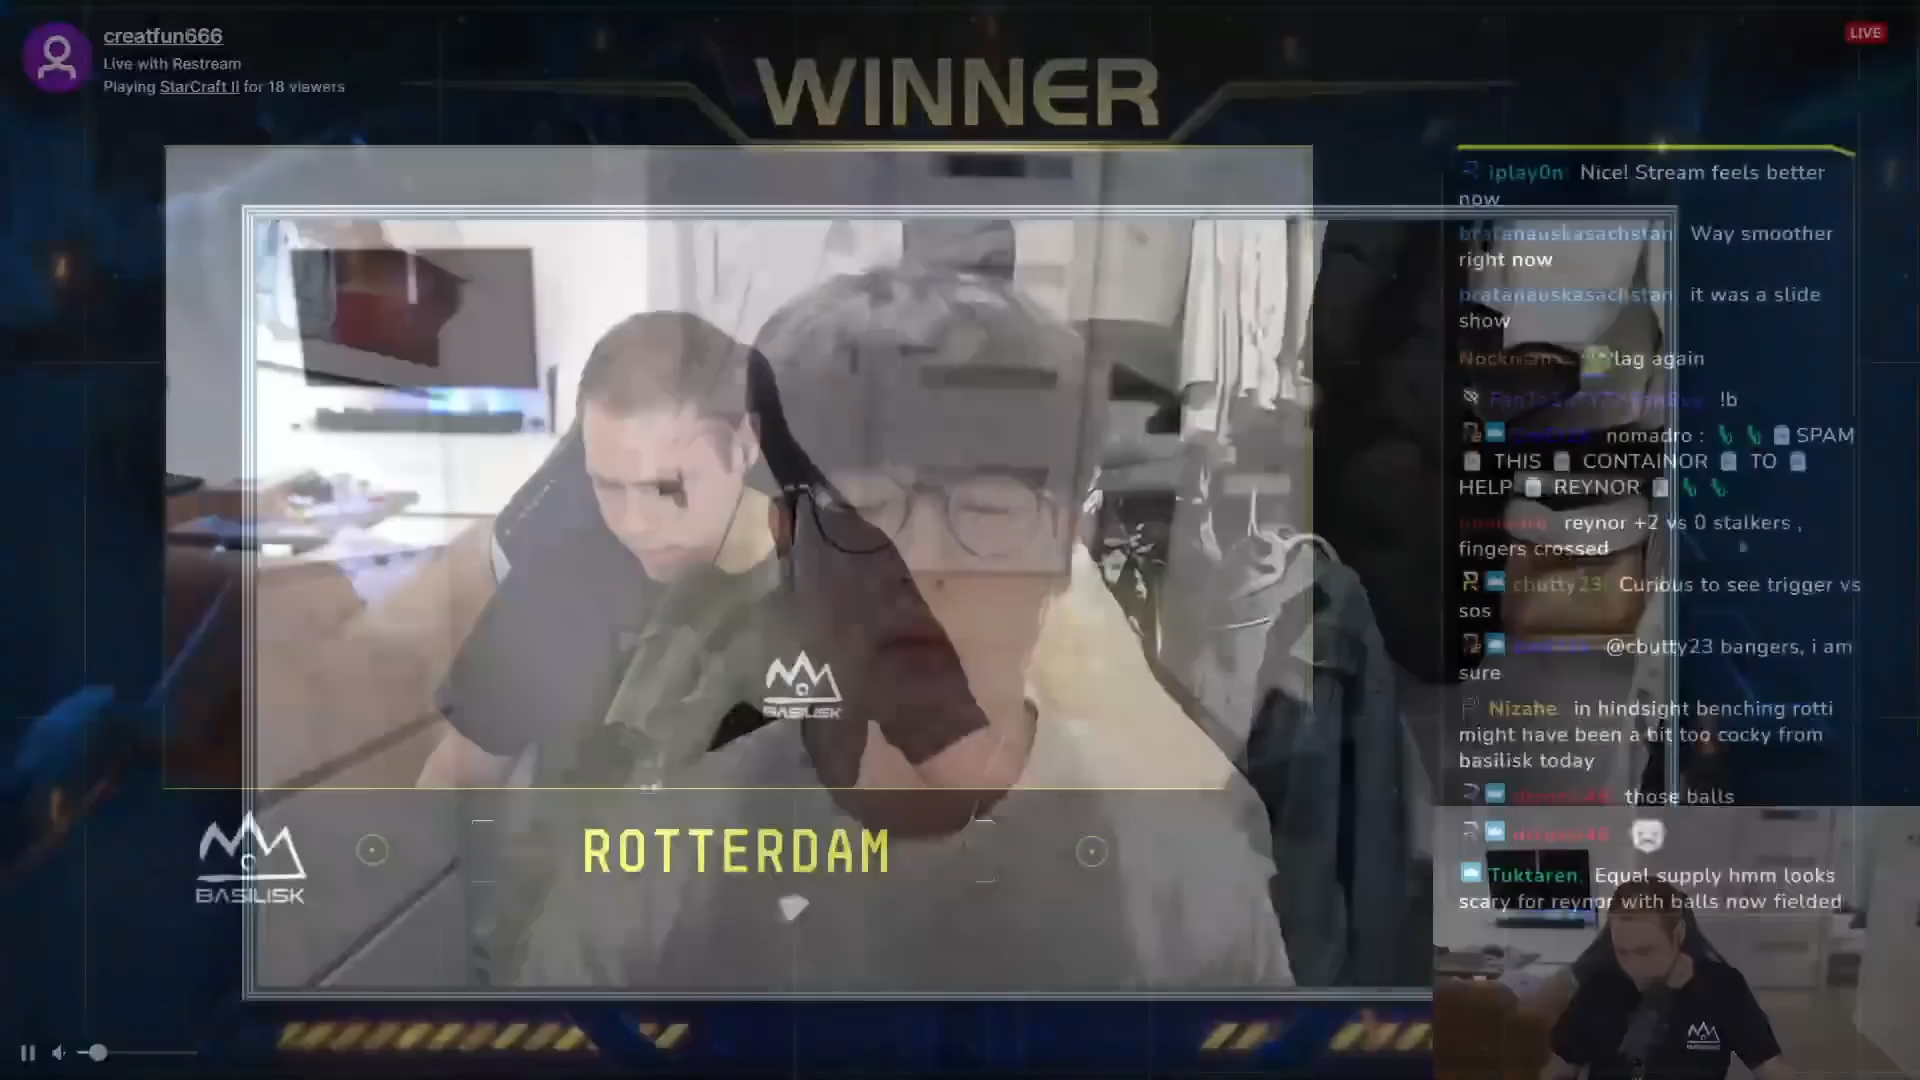 creatfun666
Live with Restream
Playing StarCraft II for 18 viewers
LIVE
WINNER
iplay0n: Nice! Stream feels better
now
bratanauskasachstan Way smoother
right now
bratanauskasachstan it was a slide
show
lag again
!b
nomadro : SPAM
THIS CONTAINOR TO
HELP REYNOR
reynor +2 vs 0 stalkers ,
fingers crossed
cbutty23: Curious to see trigger vs
sos
@cbutty23 bangers, i am
sure
Nizahe in hindsight benching rotti
might have been a bit too cocky from
basilisk today
those balls
Tuktaren: Equal supply hmm looks
scary for reynor with balls now fielded
BASILISK
ROTTERDAM
BASILISK